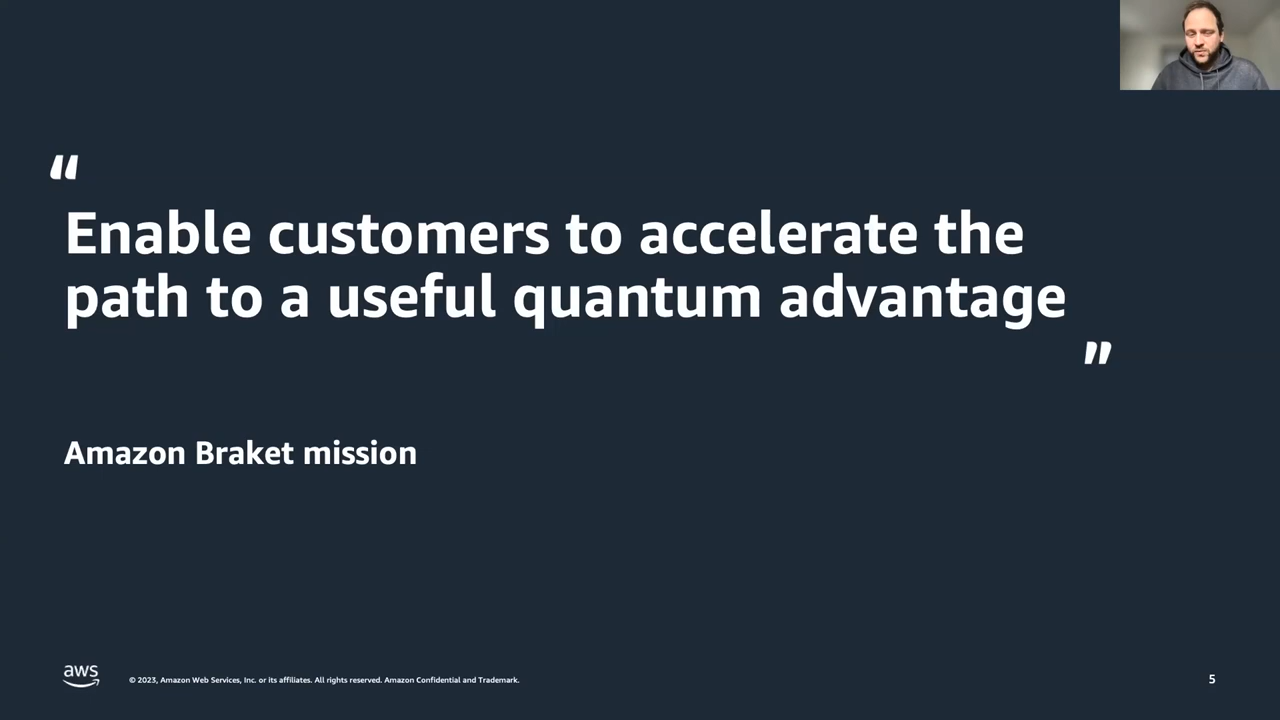 “
Enable customers to accelerate the
path to a useful quantum advantage
”
Amazon Braket mission
aws
© 2023, Amazon Web Services, Inc. or its affiliates. All rights reserved. Amazon Confidential and Trademark.
5